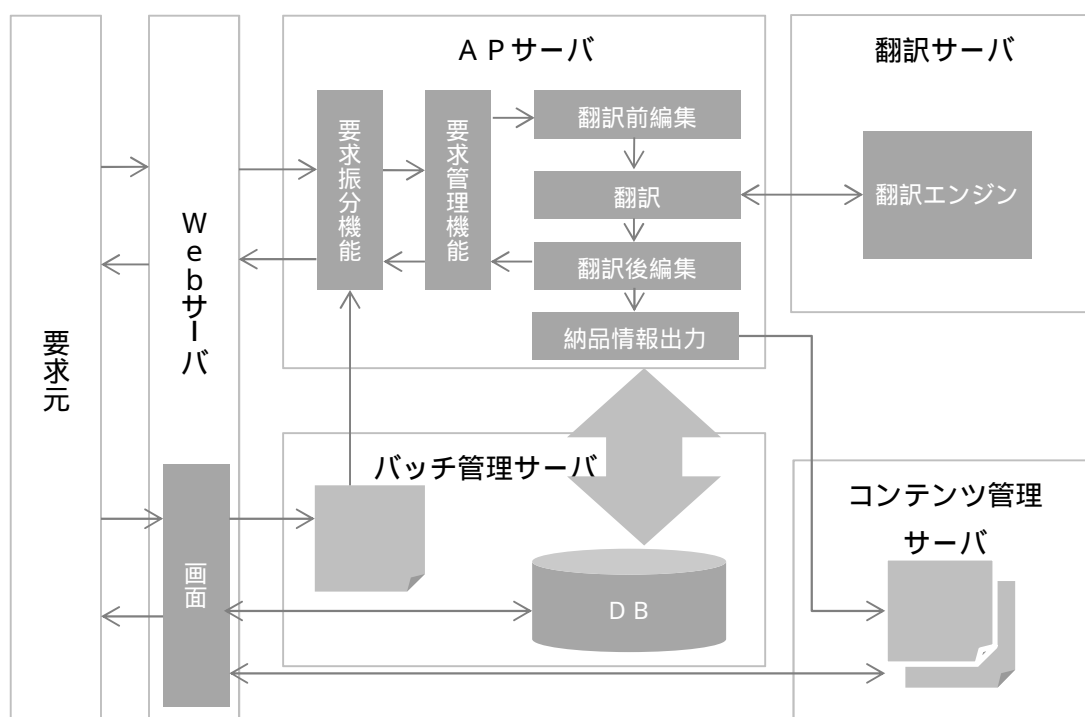 ＡＰサーバ
翻訳サーバ
要求振分機能
要求管理機能
翻訳前編集
翻訳
翻訳後編集
納品情報出力
翻訳エンジン
Ｗｅｂサーバ
要求元
バッチ管理サーバ
コンテンツ管理
サーバ
画面
ＤＢ